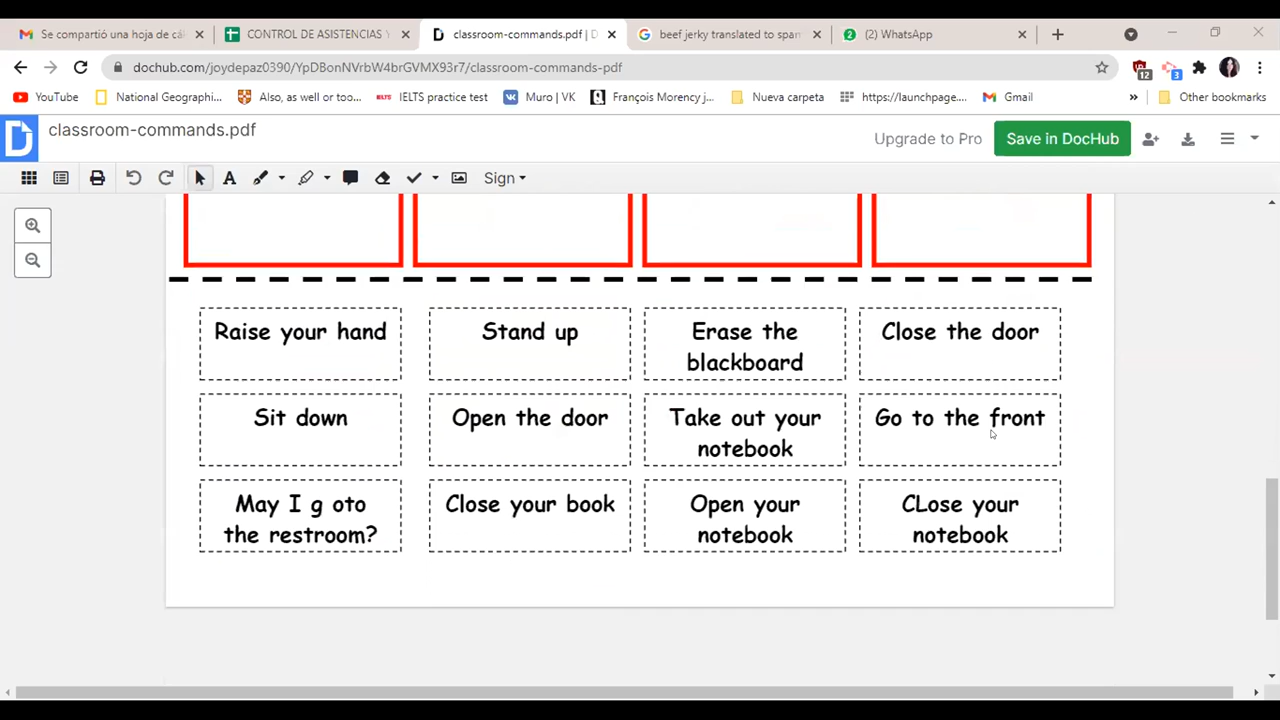 Se compartió una hoja de cál
CONTROL DE ASISTENCIAS Y
classroom-commands.pdf | D
beef jerky translated to span
(2) WhatsApp
dochub.com/joydepaz0390/YpDBonNVrbW4brGVMX93r7/classroom-commands-pdf
12
3
YouTube
National Geographi...
Also, as well or too...
IELTS practice test
Muro | VK
François Morency j...
Nueva carpeta
https://launchpage....
Gmail
»
Other bookmarks
classroom-commands.pdf
Upgrade to Pro
Save in DocHub
Sign
Raise your hand
Stand up
Erase the
blackboard
Close the door
Sit down
Open the door
Take out your
notebook
Go to the front
May I g oto
the restroom?
Close your book
Open your
notebook
CLose your
notebook